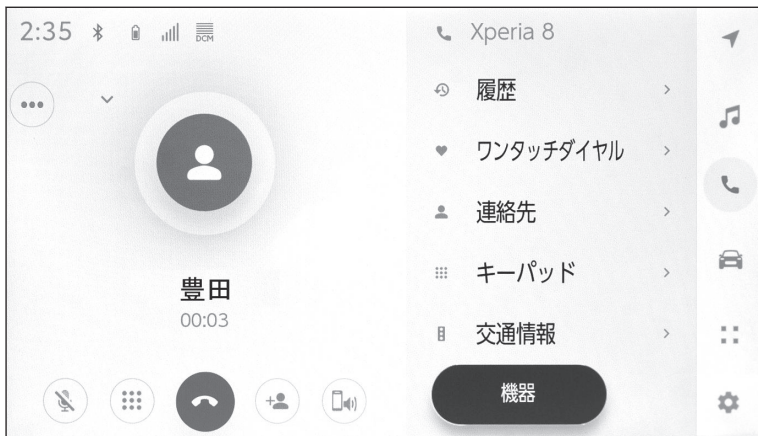 2:35
DCM
豊田
00:03
Xperia 8
履歴
ワンタッチダイヤル
連絡先
キーパッド
交通情報
機器